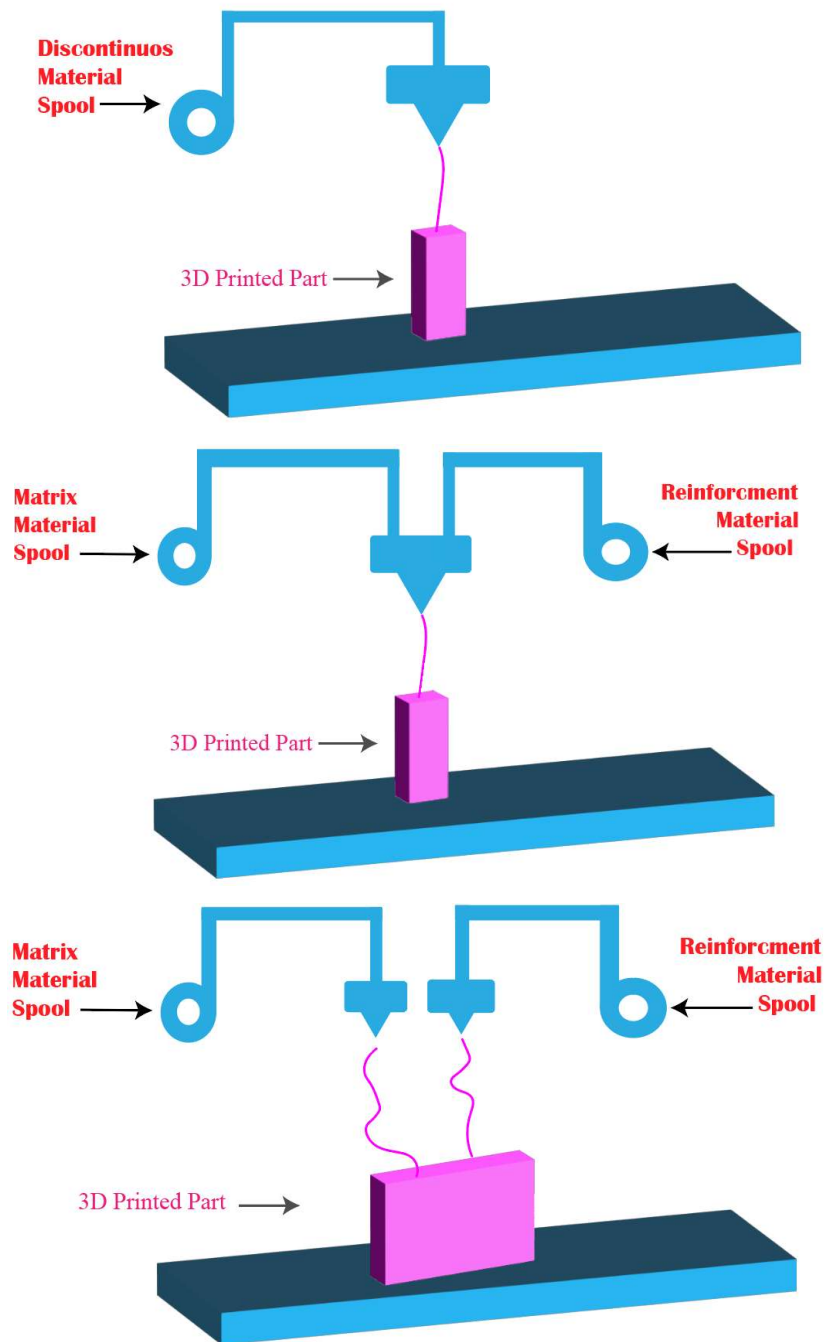 Discontinuos
Material
Spool
3D Printed Part
Matrix
Material
Spool
Reinforcment
Material
Spool
3D Printed Part
Matrix
Material
Spool
Reinforcment
Material
Spool
3D Printed Part